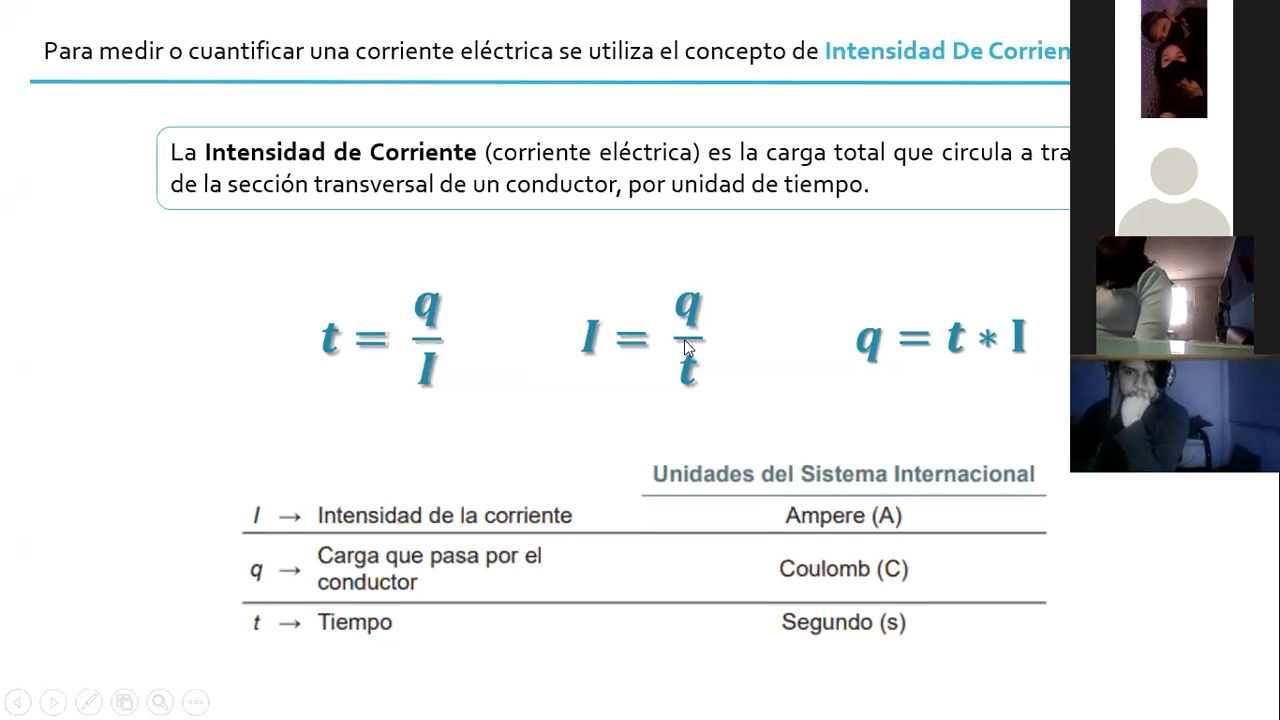 Para medir o cuantificar una corriente eléctrica se utiliza el concepto de Intensidad De Corrien
La Intensidad de Corriente (corriente eléctrica) es la carga total que circula a tra
de la sección transversal de un conductor, por unidad de tiempo.
t = q/I
I = q/t
q = t * I
Unidades del Sistema Internacional
I → Intensidad de la corriente Ampere (A)
q → Carga que pasa por el
conductor Coulomb (C)
t → Tiempo Segundo (s)